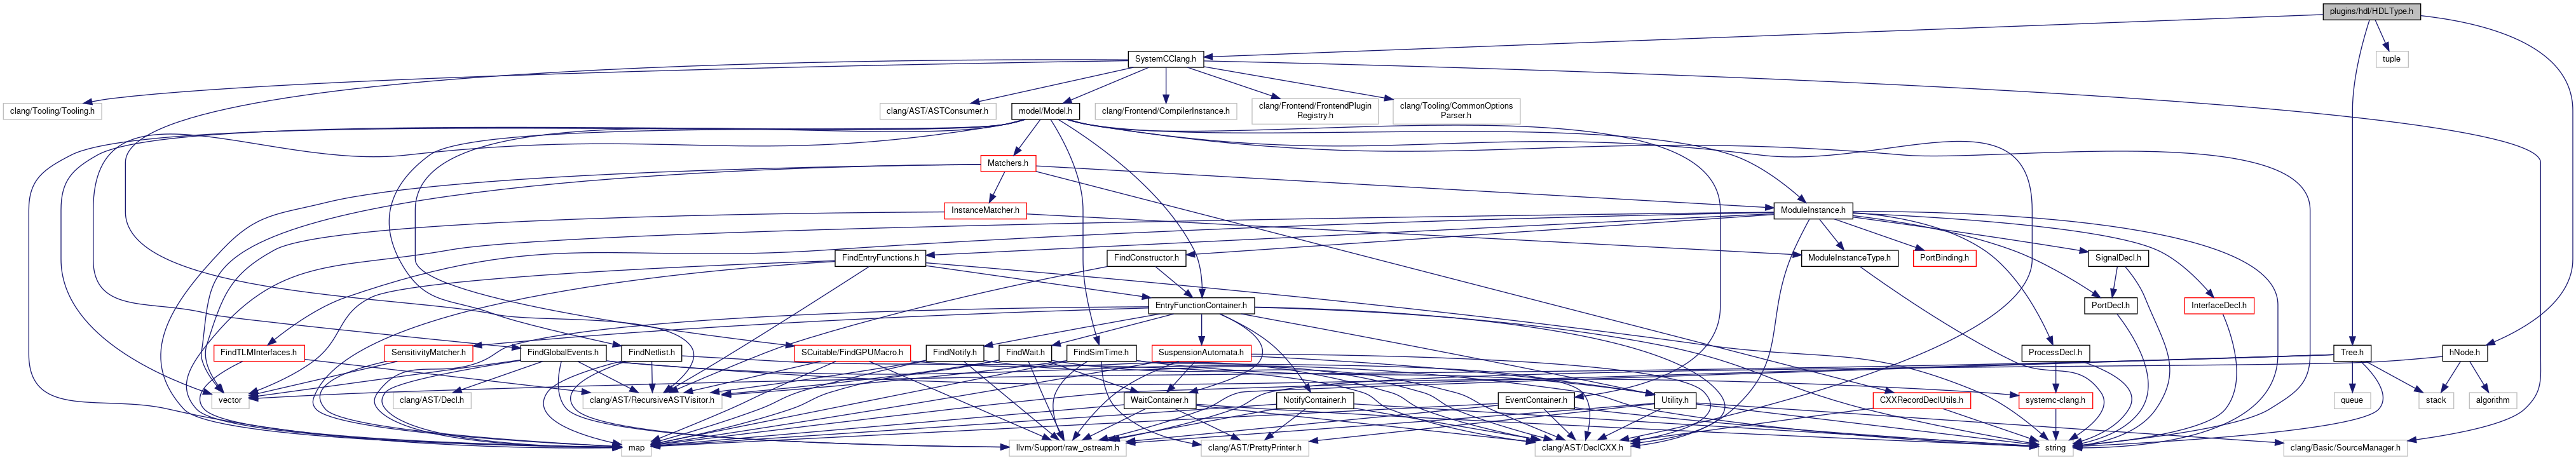 plugins/hdl/HDLType.h
SystemCClang.h
tuple
clang/Tooling/Tooling.h
clang/AST/ASTConsumer.h
model/Model.h
clang/Frontend/CompilerInstance.h
clang/Frontend/FrontendPlugin
Registry.h
clang/Tooling/CommonOptions
Parser.h
Matchers.h
InstanceMatcher.h
ModuleInstance.h
FindEntryFunctions.h
FindConstructor.h
ModuleInstanceType.h
PortBinding.h
SignalDecl.h
EntryFunctionContainer.h
PortDecl.h
InterfaceDecl.h
FindTLMInterfaces.h
SensitivityMatcher.h
FindGlobalEvents.h
FindNetlist.h
SCuitable/FindGPUMacro.h
FindNotify.h
FindWait.h
FindSimTime.h
SuspensionAutomata.h
ProcessDecl.h
Tree.h
hNode.h
vector
clang/AST/Decl.h
clang/AST/RecursiveASTVisitor.h
WaitContainer.h
NotifyContainer.h
EventContainer.h
Utility.h
CXXRecordDeclUtils.h
systemc-clang.h
queue
stack
algorithm
map
llvm/Support/raw_ostream.h
clang/AST/PrettyPrinter.h
clang/AST/DeclCXX.h
string
clang/Basic/SourceManager.h